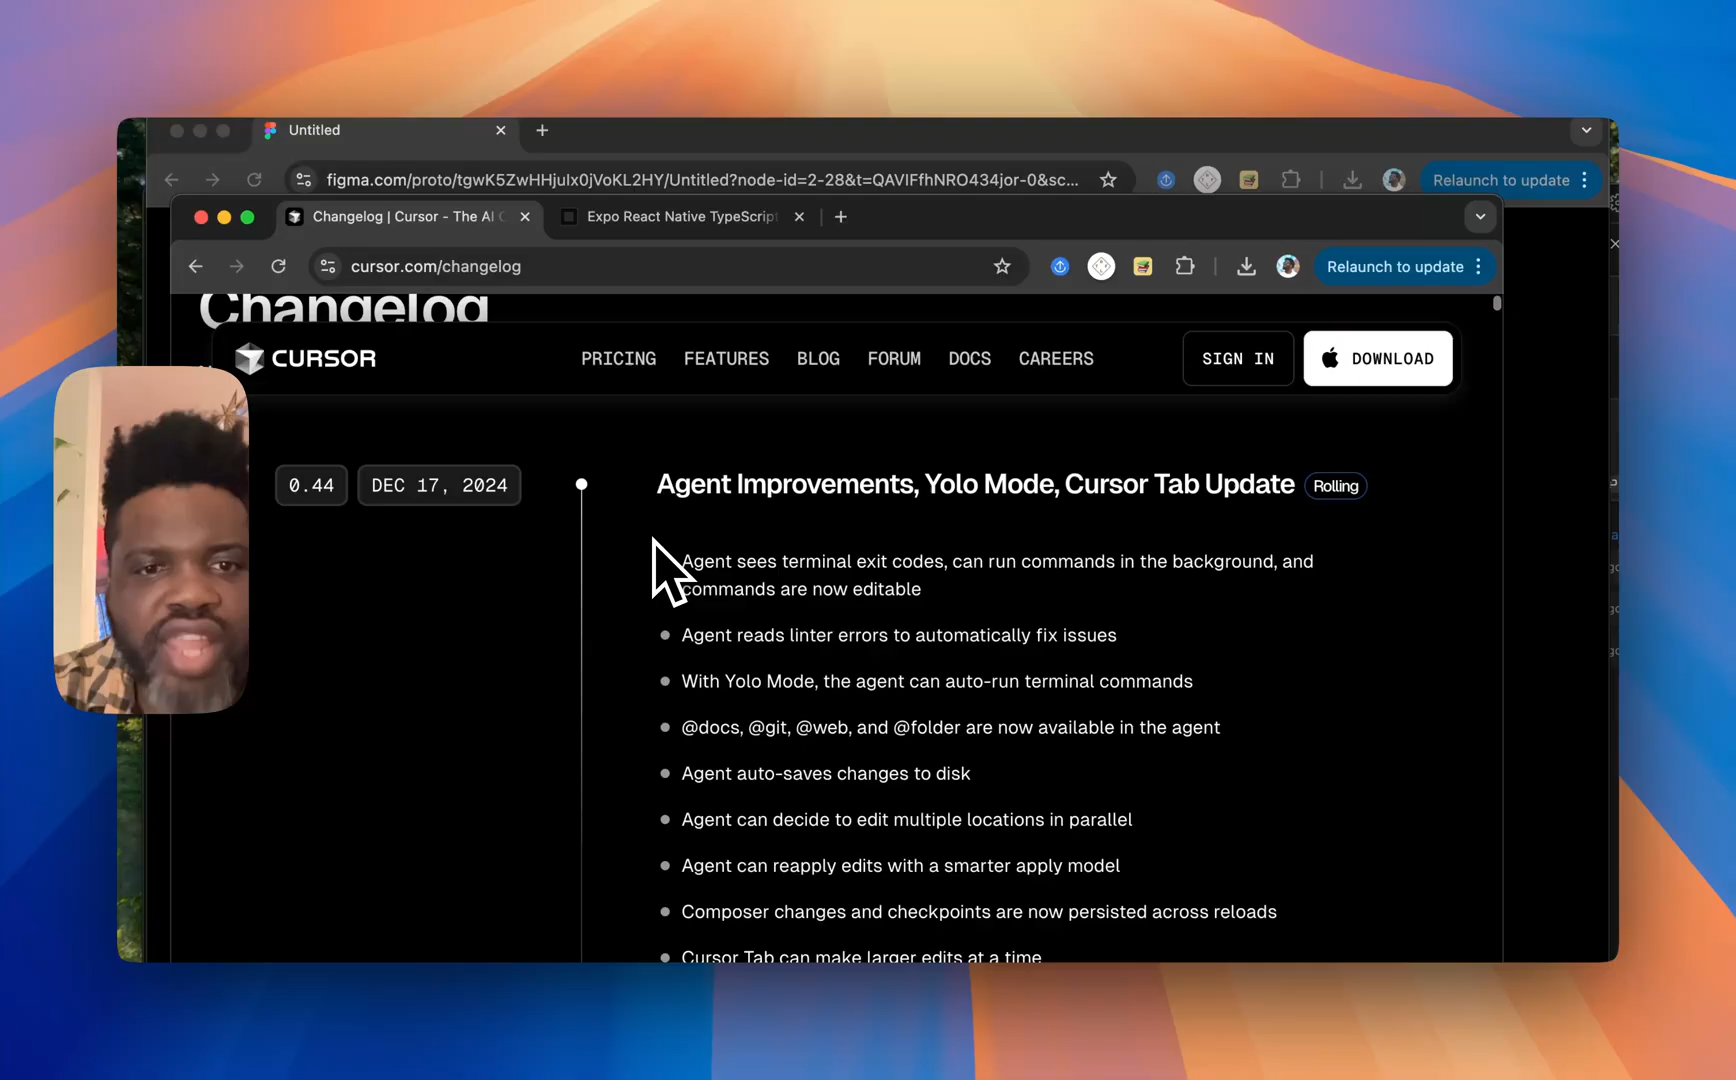 Untitled
figma.com/proto/tgwK5ZwHHjulx0jVoKL2HY/Untitled?node-id=2-28&t=QAVIFfhNRO434jor-0&sc...
Relaunch to update
Changelog | Cursor - The AI C
Expo React Native TypeScript
cursor.com/changelog
Relaunch to update
Changelog
CURSOR
PRICING
FEATURES
BLOG
FORUM
DOCS
CAREERS
SIGN IN
DOWNLOAD
0.44
DEC 17, 2024
Agent Improvements, Yolo Mode, Cursor Tab Update
Rolling
Agent sees terminal exit codes, can run commands in the background, and
commands are now editable
Agent reads linter errors to automatically fix issues
With Yolo Mode, the agent can auto-run terminal commands
@docs, @git, @web, and @folder are now available in the agent
Agent auto-saves changes to disk
Agent can decide to edit multiple locations in parallel
Agent can reapply edits with a smarter apply model
Composer changes and checkpoints are now persisted across reloads
Cursor Tab can make larger edits at a time